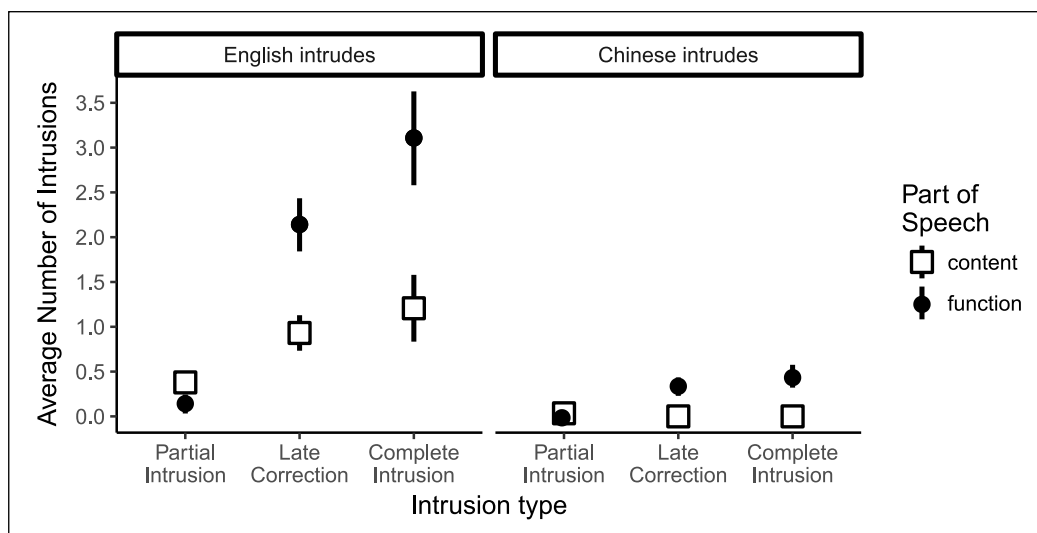 English intrudes
Chinese intrudes
Average Number of Intrusions
3.5
3.0
2.5
2.0
1.5
1.0
0.5
0.0
Partial
Intrusion
Late
Correction
Complete
Intrusion
Partial
Intrusion
Late
Correction
Complete
Intrusion
Intrusion type
Part of
Speech
content
function